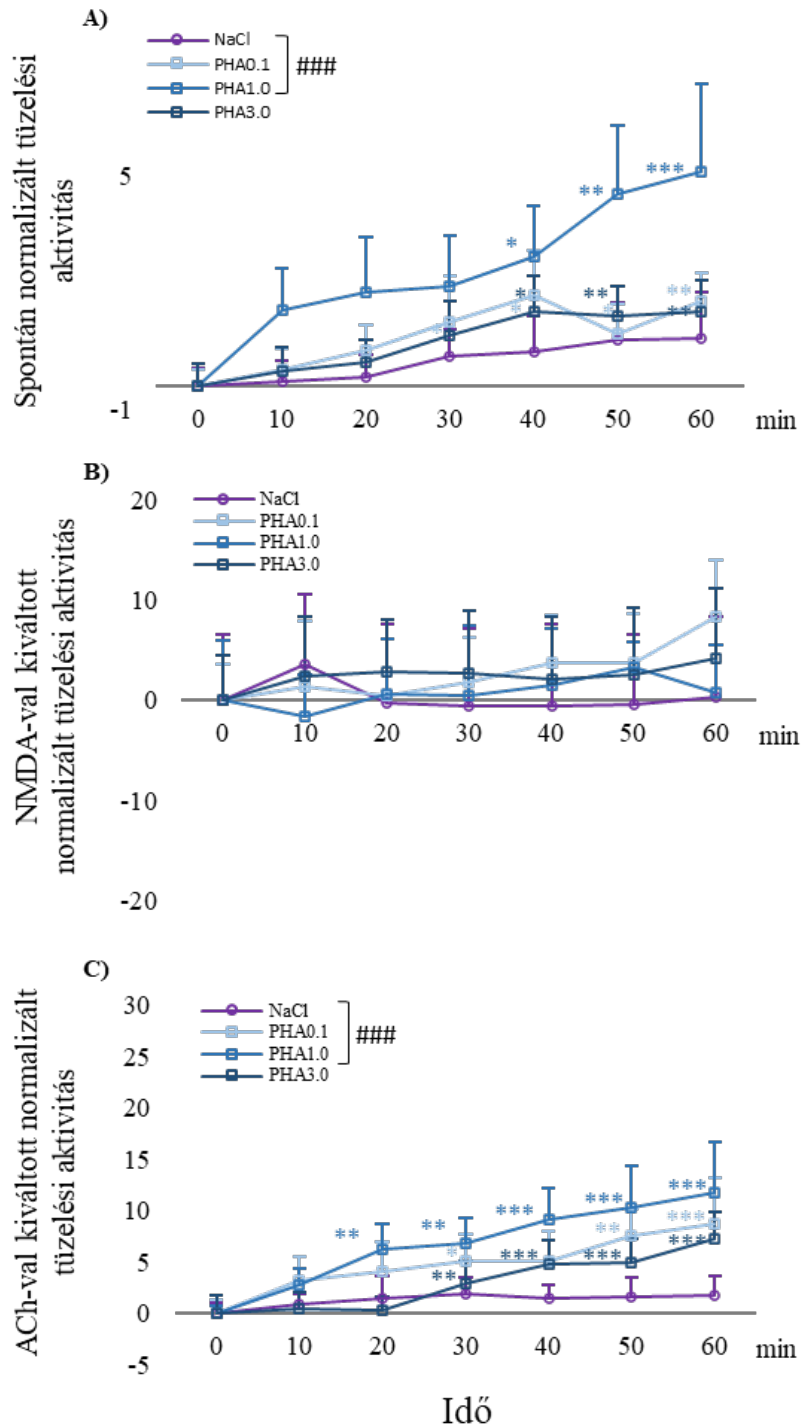 A)
Spontán normalizált tüzelési
aktivitás
NaCl
PHA0.1
PHA1.0
PHA3.0
###
5
-1
*
**
***
*
**
**
*
*
*
**
0 10 20 30 40 50 60 min
B)
NMDA-val kiváltott
normalizált tüzelési aktivitás
20
10
0
-10
-20
NaCl
PHA0.1
PHA1.0
PHA3.0
0 10 20 30 40 50 60 min
C)
ACh-val kiváltott normalizált
tüzelési aktivitás
30
25
20
15
10
5
0
-5
NaCl
PHA0.1
PHA1.0
PHA3.0
###
** ** *** *** ***
* ** ***
** *** *** ***
0 10 20 30 40 50 60 min
Idő